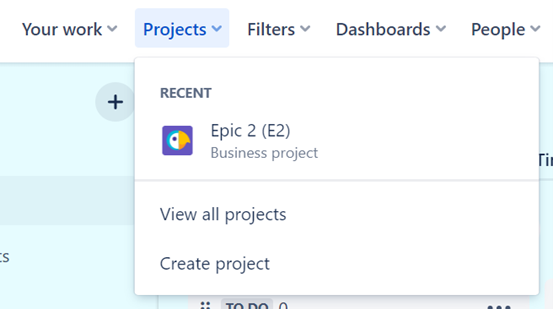 Your work Projects Filters Dashboards People
RECENT
Epic 2 (E2)
Business project
View all projects
Create project
TO DO 0